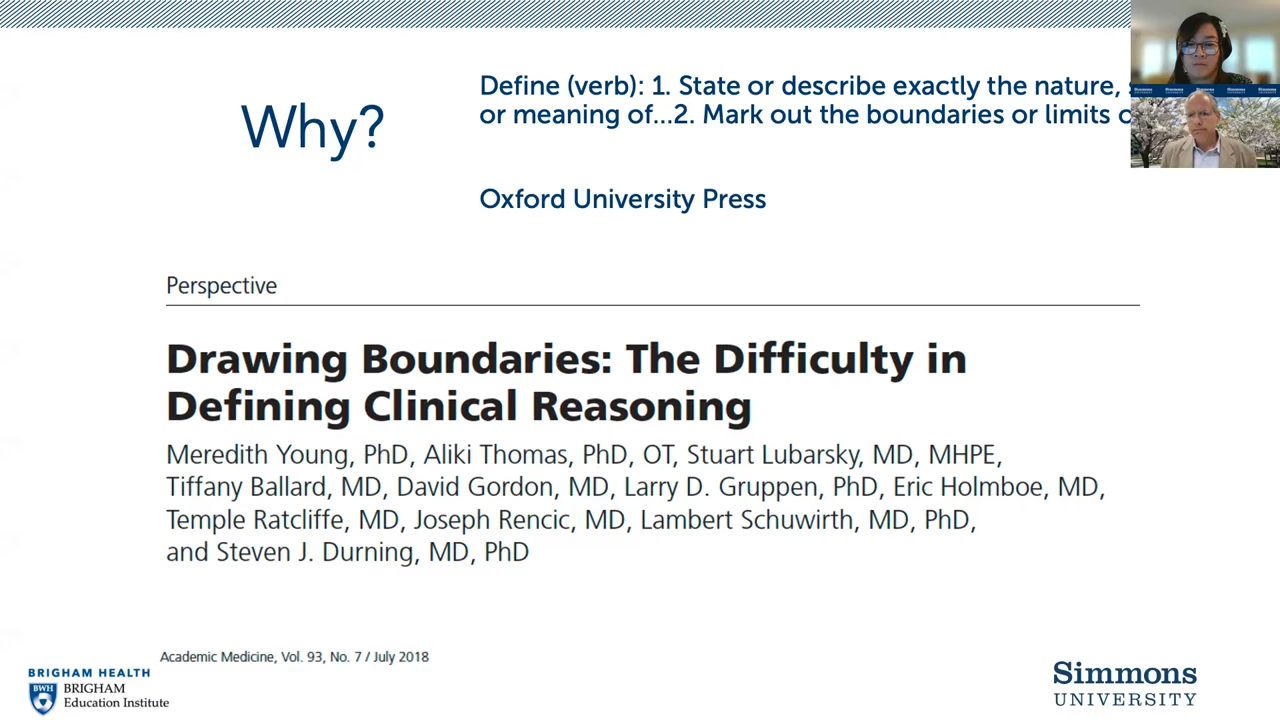 Why?
Define (verb): 1. State or describe exactly the nature,
or meaning of...2. Mark out the boundaries or limits
Oxford University Press
Perspective
Drawing Boundaries: The Difficulty in
Defining Clinical Reasoning
Meredith Young, PhD, Aliki Thomas, PhD, OT, Stuart Lubarsky, MD, MHPE,
Tiffany Ballard, MD, David Gordon, MD, Larry D. Gruppen, PhD, Eric Holmboe, MD,
Temple Ratcliffe, MD, Joseph Rencic, MD, Lambert Schuwirth, MD, PhD,
and Steven J. Durning, MD, PhD
Academic Medicine, Vol. 93, No. 7 / July 2018
BRIGHAM HEALTH
BWH
BRIGHAM
Education Institute
Simmons
UNIVERSITY